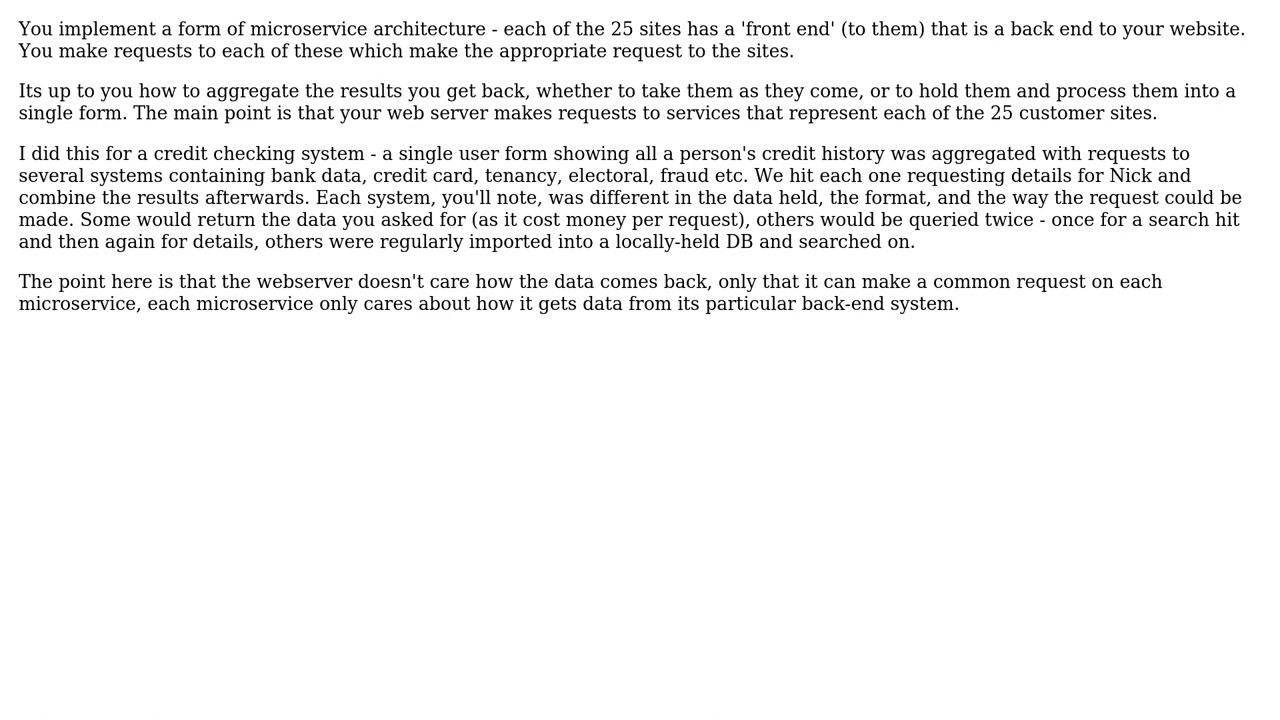 You implement a form of microservice architecture - each of the 25 sites has a 'front end' (to them) that is a back end to your website.
You make requests to each of these which make the appropriate request to the sites.
Its up to you how to aggregate the results you get back, whether to take them as they come, or to hold them and process them into a
single form. The main point is that your web server makes requests to services that represent each of the 25 customer sites.
I did this for a credit checking system - a single user form showing all a person's credit history was aggregated with requests to
several systems containing bank data, credit card, tenancy, electoral, fraud etc. We hit each one requesting details for Nick and
combine the results afterwards. Each system, you'll note, was different in the data held, the format, and the way the request could be
made. Some would return the data you asked for (as it cost money per request), others would be queried twice - once for a search hit
and then again for details, others were regularly imported into a locally-held DB and searched on.
The point here is that the webserver doesn't care how the data comes back, only that it can make a common request on each
microservice, each microservice only cares about how it gets data from its particular back-end system.